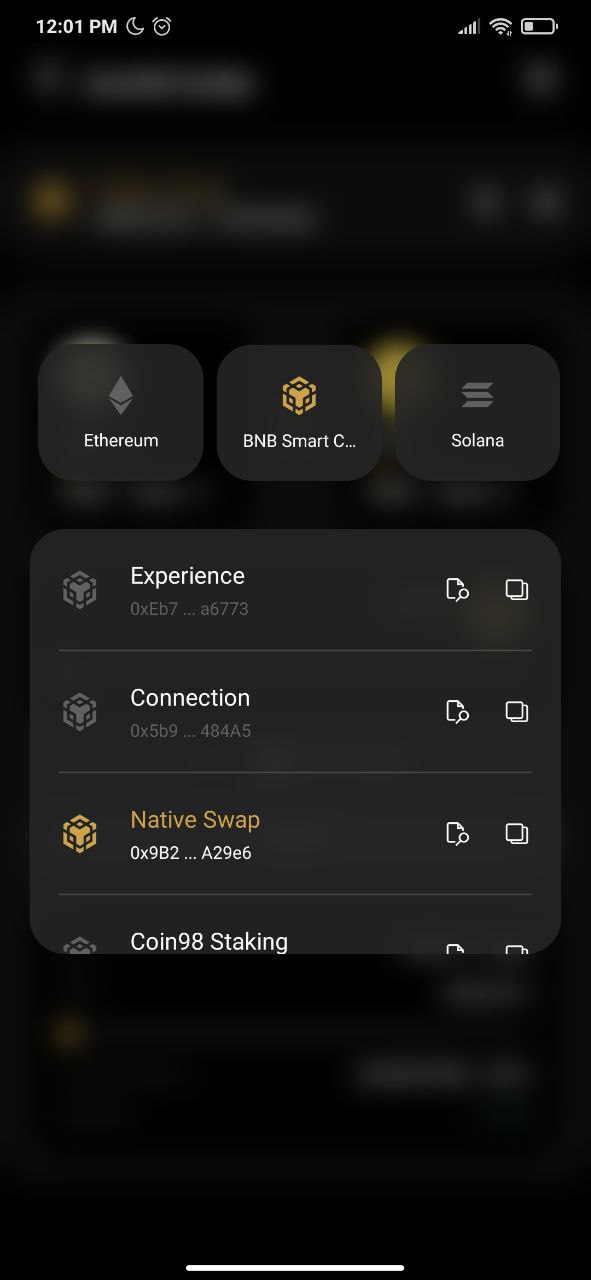 12:01 PM
Ethereum
BNB Smart C...
Solana
Experience
0xEb7 ... a6773
Connection
0x5b9 ... 484A5
Native Swap
0x9B2 ... A29e6
Coin98 Staking